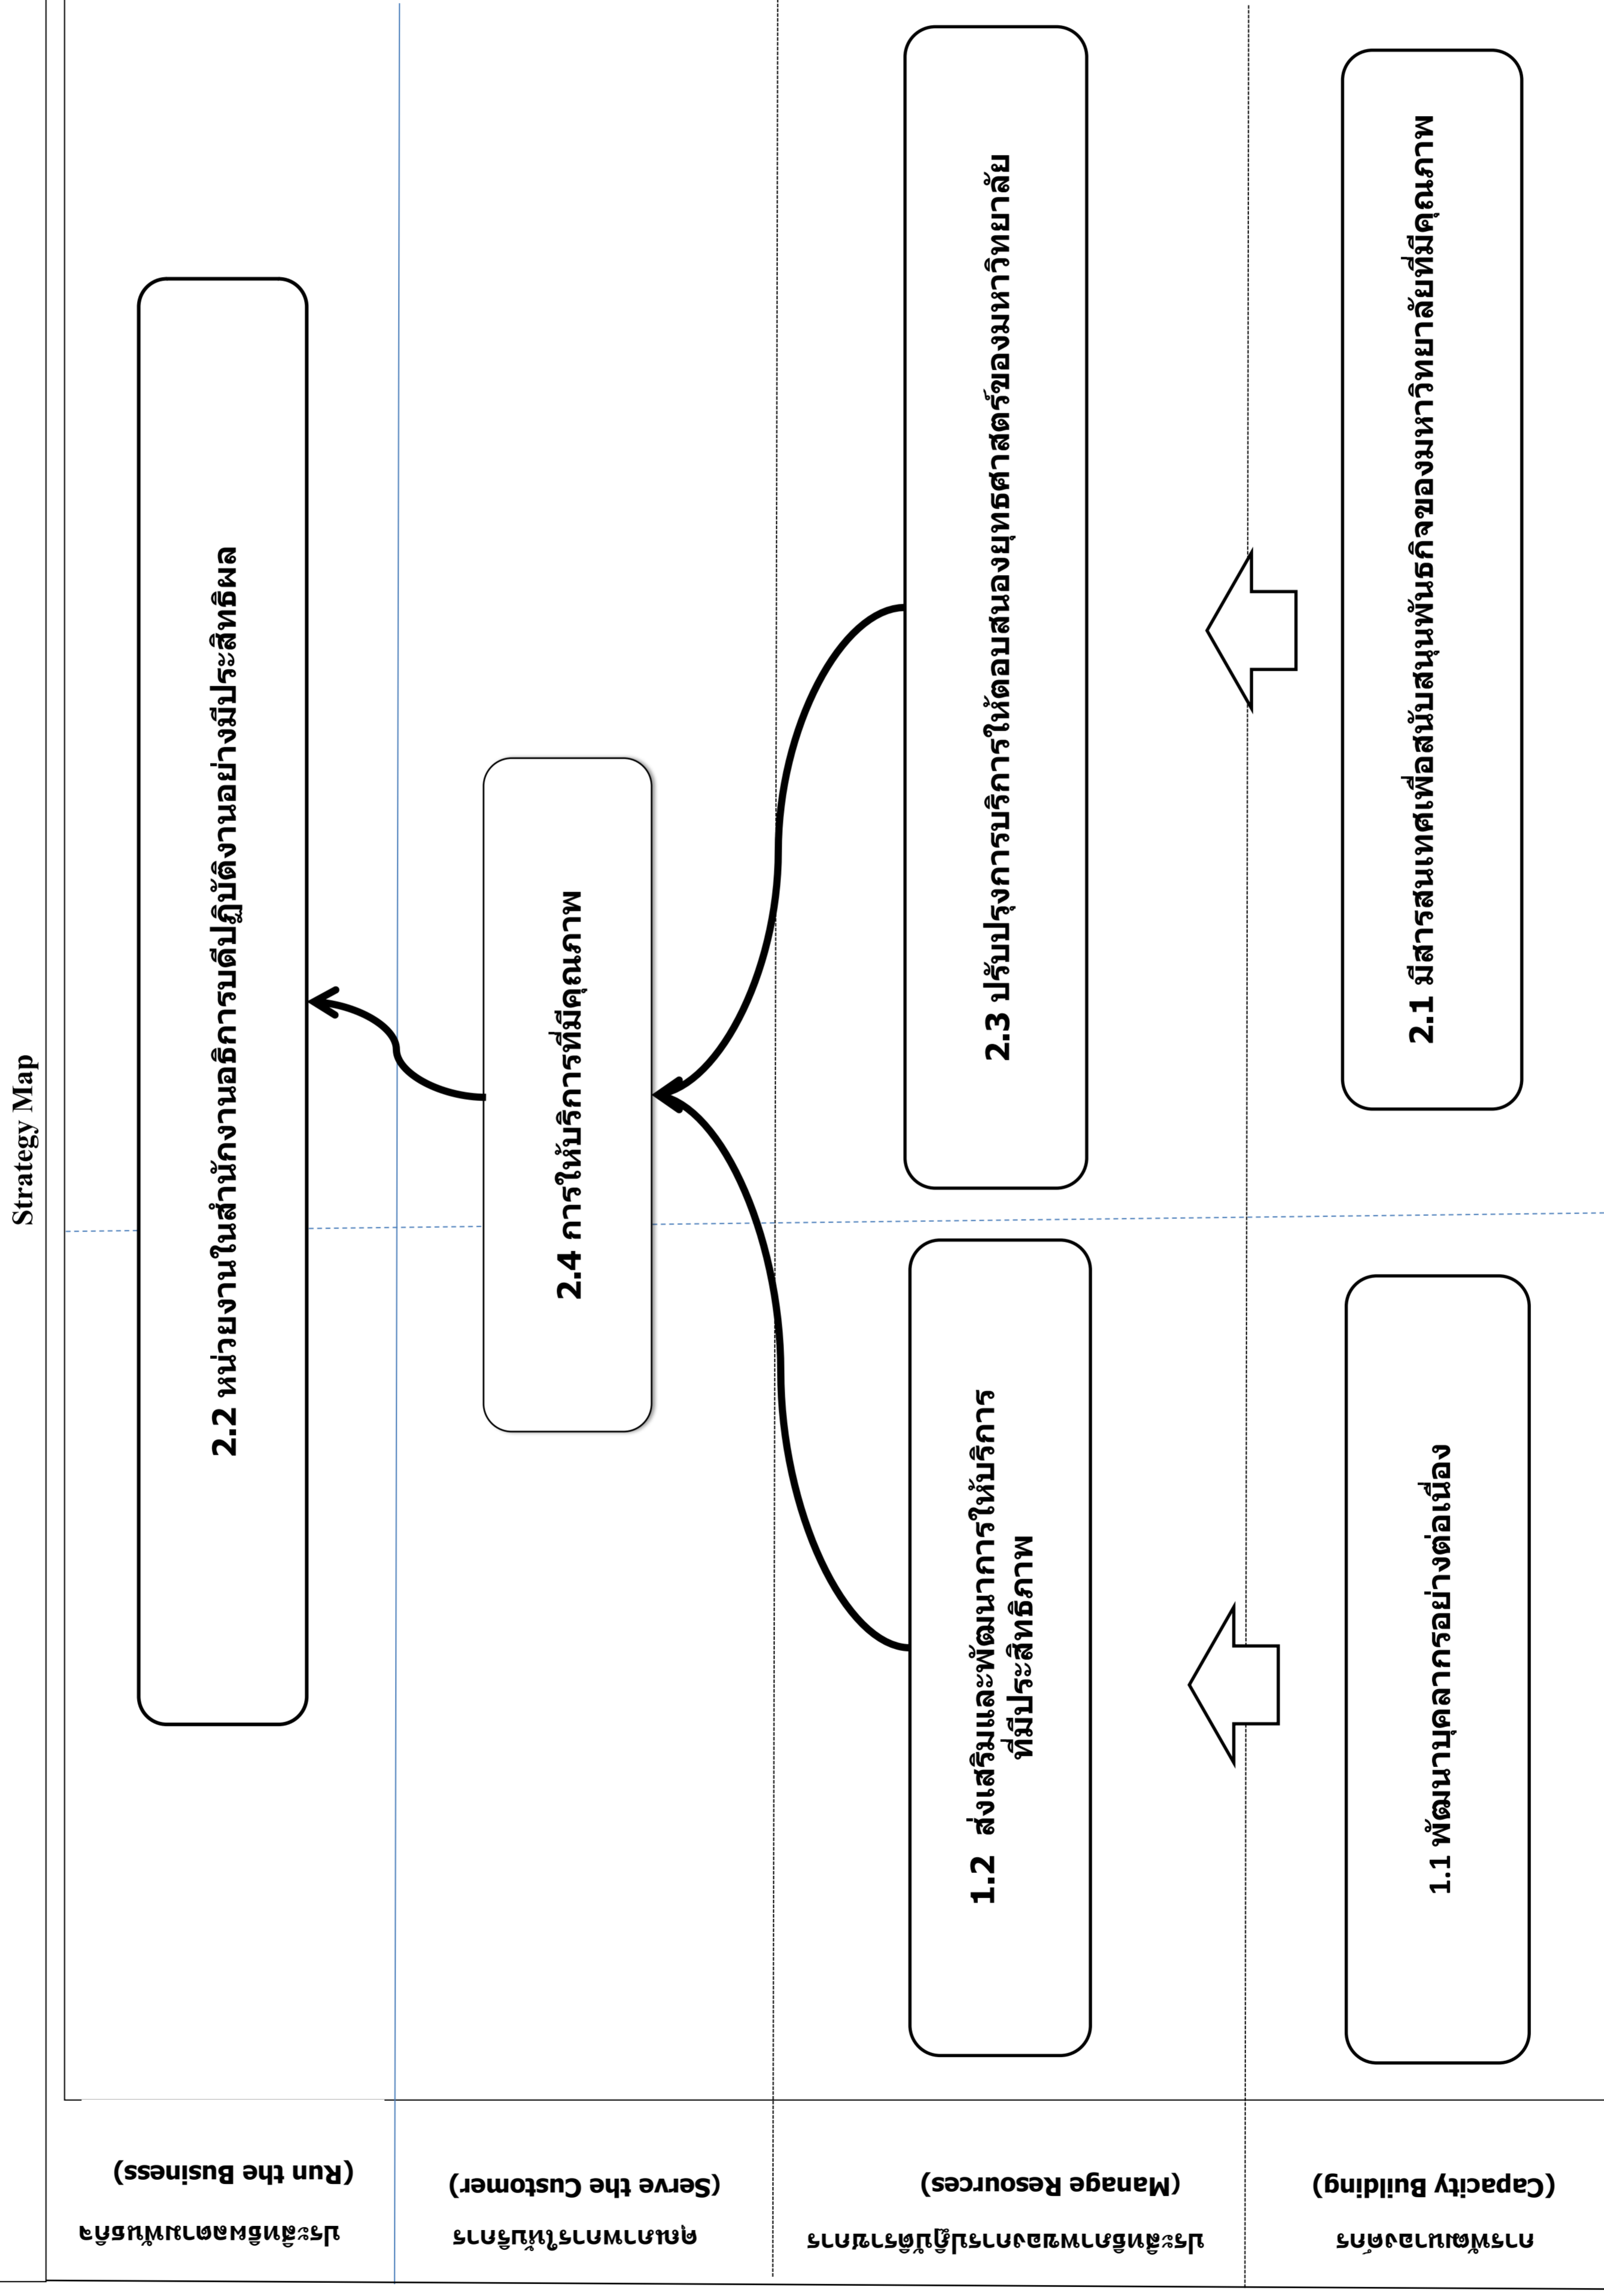 Strategy Map
ประสิทธิผลตามพันธกิจ
(Run the Business)
2.2 หน่วยงานในสำนักงานอธิการบดีปฏิบัติงานอย่างมีประสิทธิผล
คุณภาพการให้บริการ
(Serve the Customer)
2.4 การให้บริการที่มีคุณภาพ
ประสิทธิภาพของการปฏิบัติราชการ
(Manage Resources)
1.2 ส่งเสริมและพัฒนาการให้บริการ
ที่มีประสิทธิภาพ
2.3 ปรับปรุงการบริการให้ตอบสนองยุทธศาสตร์ของมหาวิทยาลัย
การพัฒนาองค์กร
(Capacity Building)
1.1 พัฒนาบุคลากรอย่างต่อเนื่อง
2.1 มีสารสนเทศเพื่อสนับสนุนพันธกิจของมหาวิทยาลัยที่มีคุณภาพ